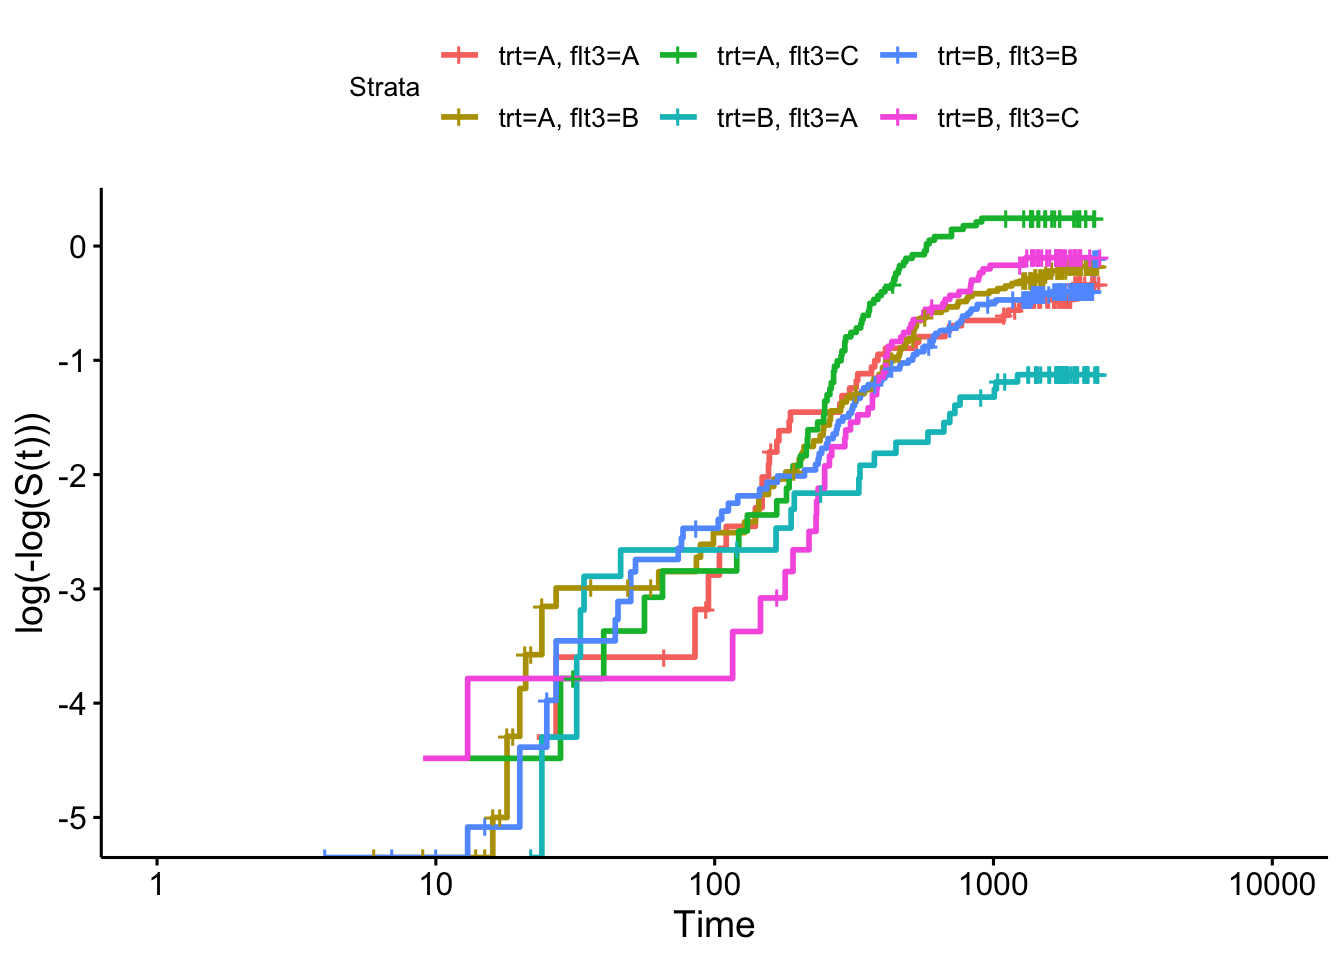 Strata
trt=A, flt3=A trt=A, flt3=C trt=B, flt3=B
trt=A, flt3=B trt=B, flt3=A trt=B, flt3=C
log(-log(S(t)))
0
-1
-2
-3
-4
-5
1 10 100 1000 10000
Time